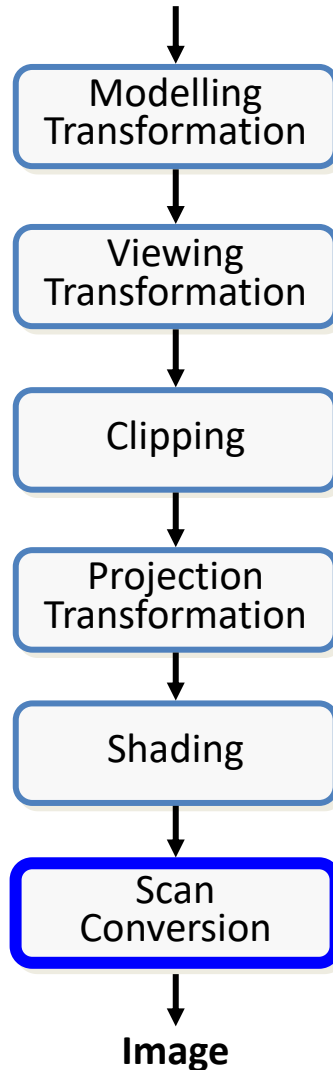 Modelling
Transformation
Viewing
Transformation
Clipping
Projection
Transformation
Shading
Scan
Conversion
Image